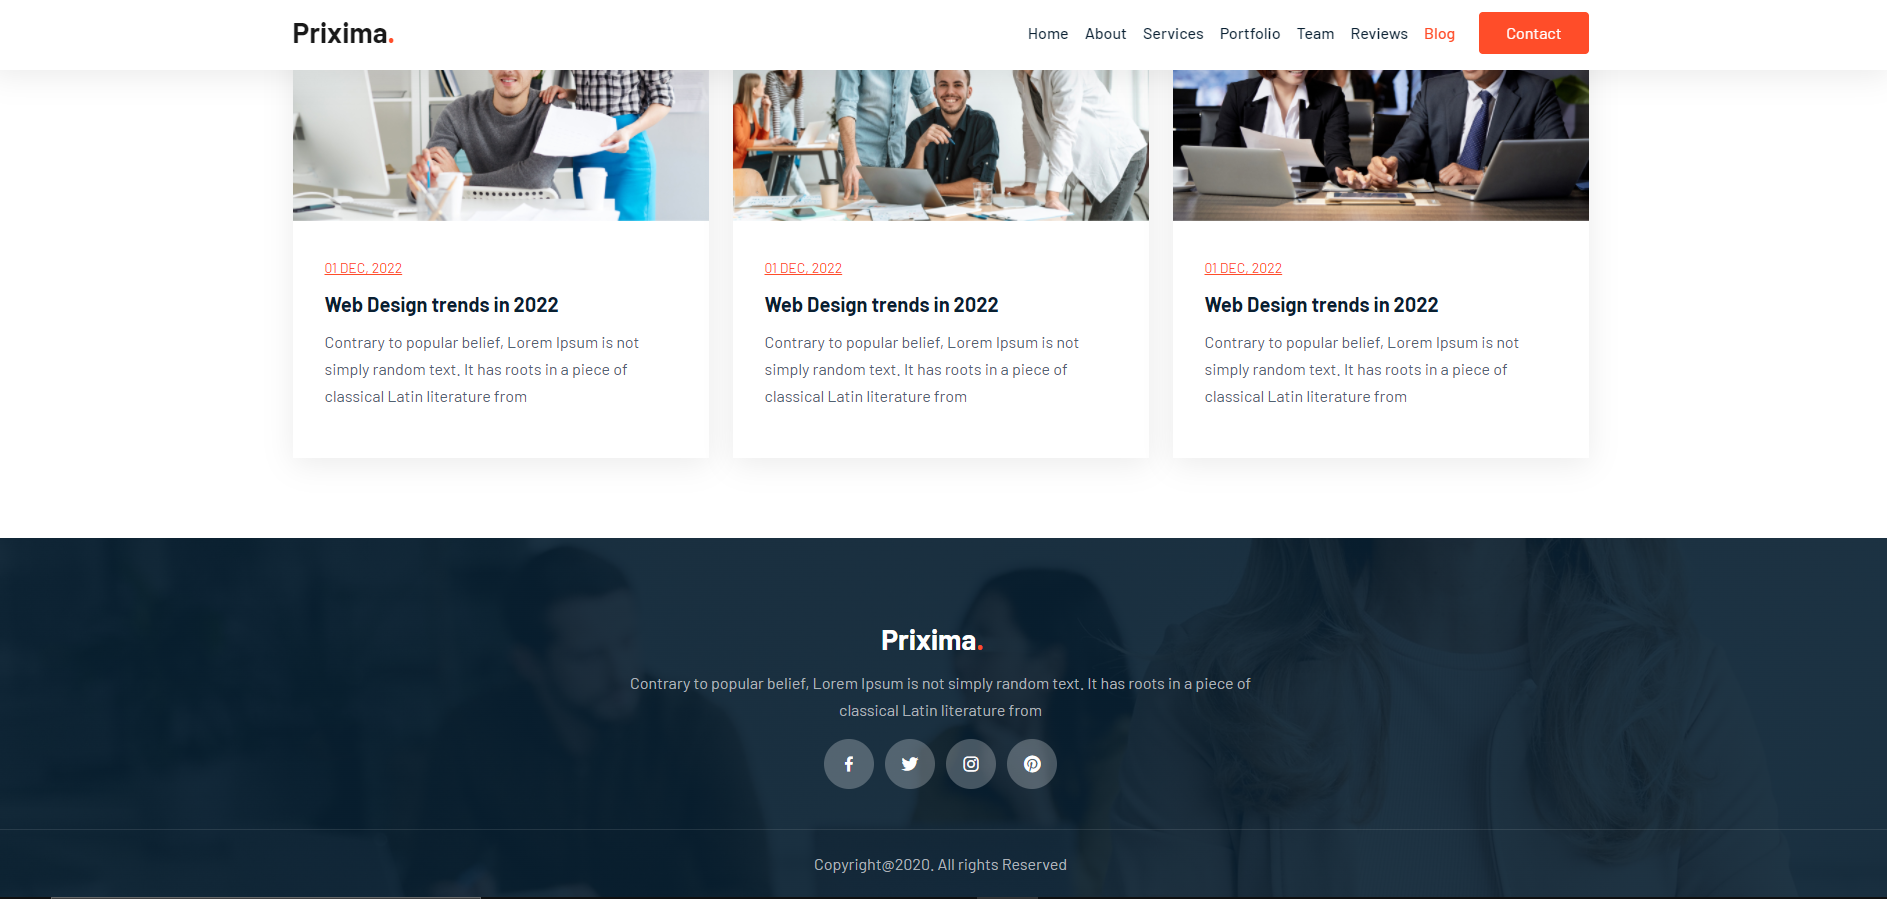 Prixima.
Home About Services Portfolio Team Reviews Blog Contact
01 DEC, 2022
Web Design trends in 2022
Contrary to popular belief, Lorem Ipsum is not
simply random text. It has roots in a piece of
classical Latin literature from
01 DEC, 2022
Web Design trends in 2022
Contrary to popular belief, Lorem Ipsum is not
simply random text. It has roots in a piece of
classical Latin literature from
01 DEC, 2022
Web Design trends in 2022
Contrary to popular belief, Lorem Ipsum is not
simply random text. It has roots in a piece of
classical Latin literature from
Prixima.
Contrary to popular belief, Lorem Ipsum is not simply random text. It has roots in a piece of
classical Latin literature from
Copyright@2020. All rights Reserved